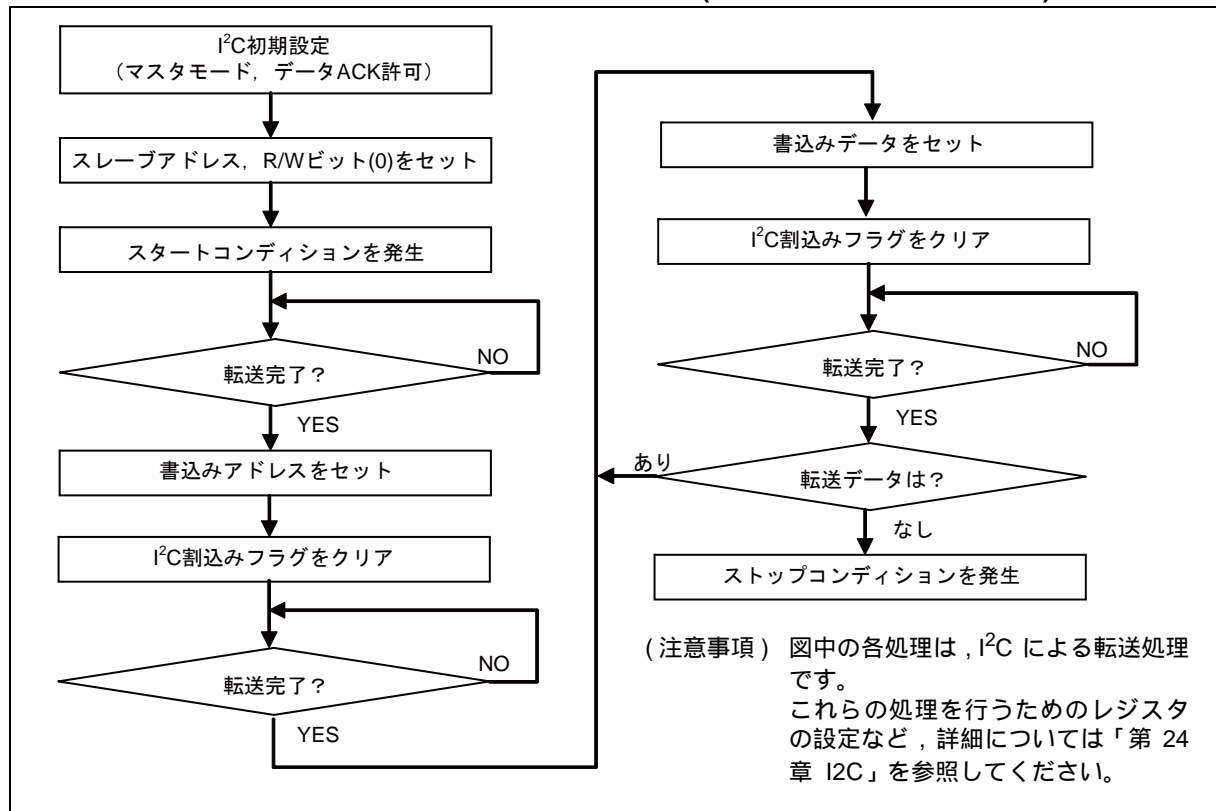 I²C初期設定
(マスタモード，データACK許可)
スレーブアドレス，R/Wビット(0)をセット
スタートコンディションを発生
転送完了？
NO
YES
書込みアドレスをセット
I²C割込みフラグをクリア
転送完了？
NO
YES
書込みデータをセット
I²C割込みフラグをクリア
転送完了？
NO
YES
転送データは？
あり
なし
ストップコンディションを発生
(注意事項) 図中の各処理は，I²C による転送処理
です。
これらの処理を行うためのレジスタ
の設定など，詳細については「第 24
章 I2C」を参照してください。